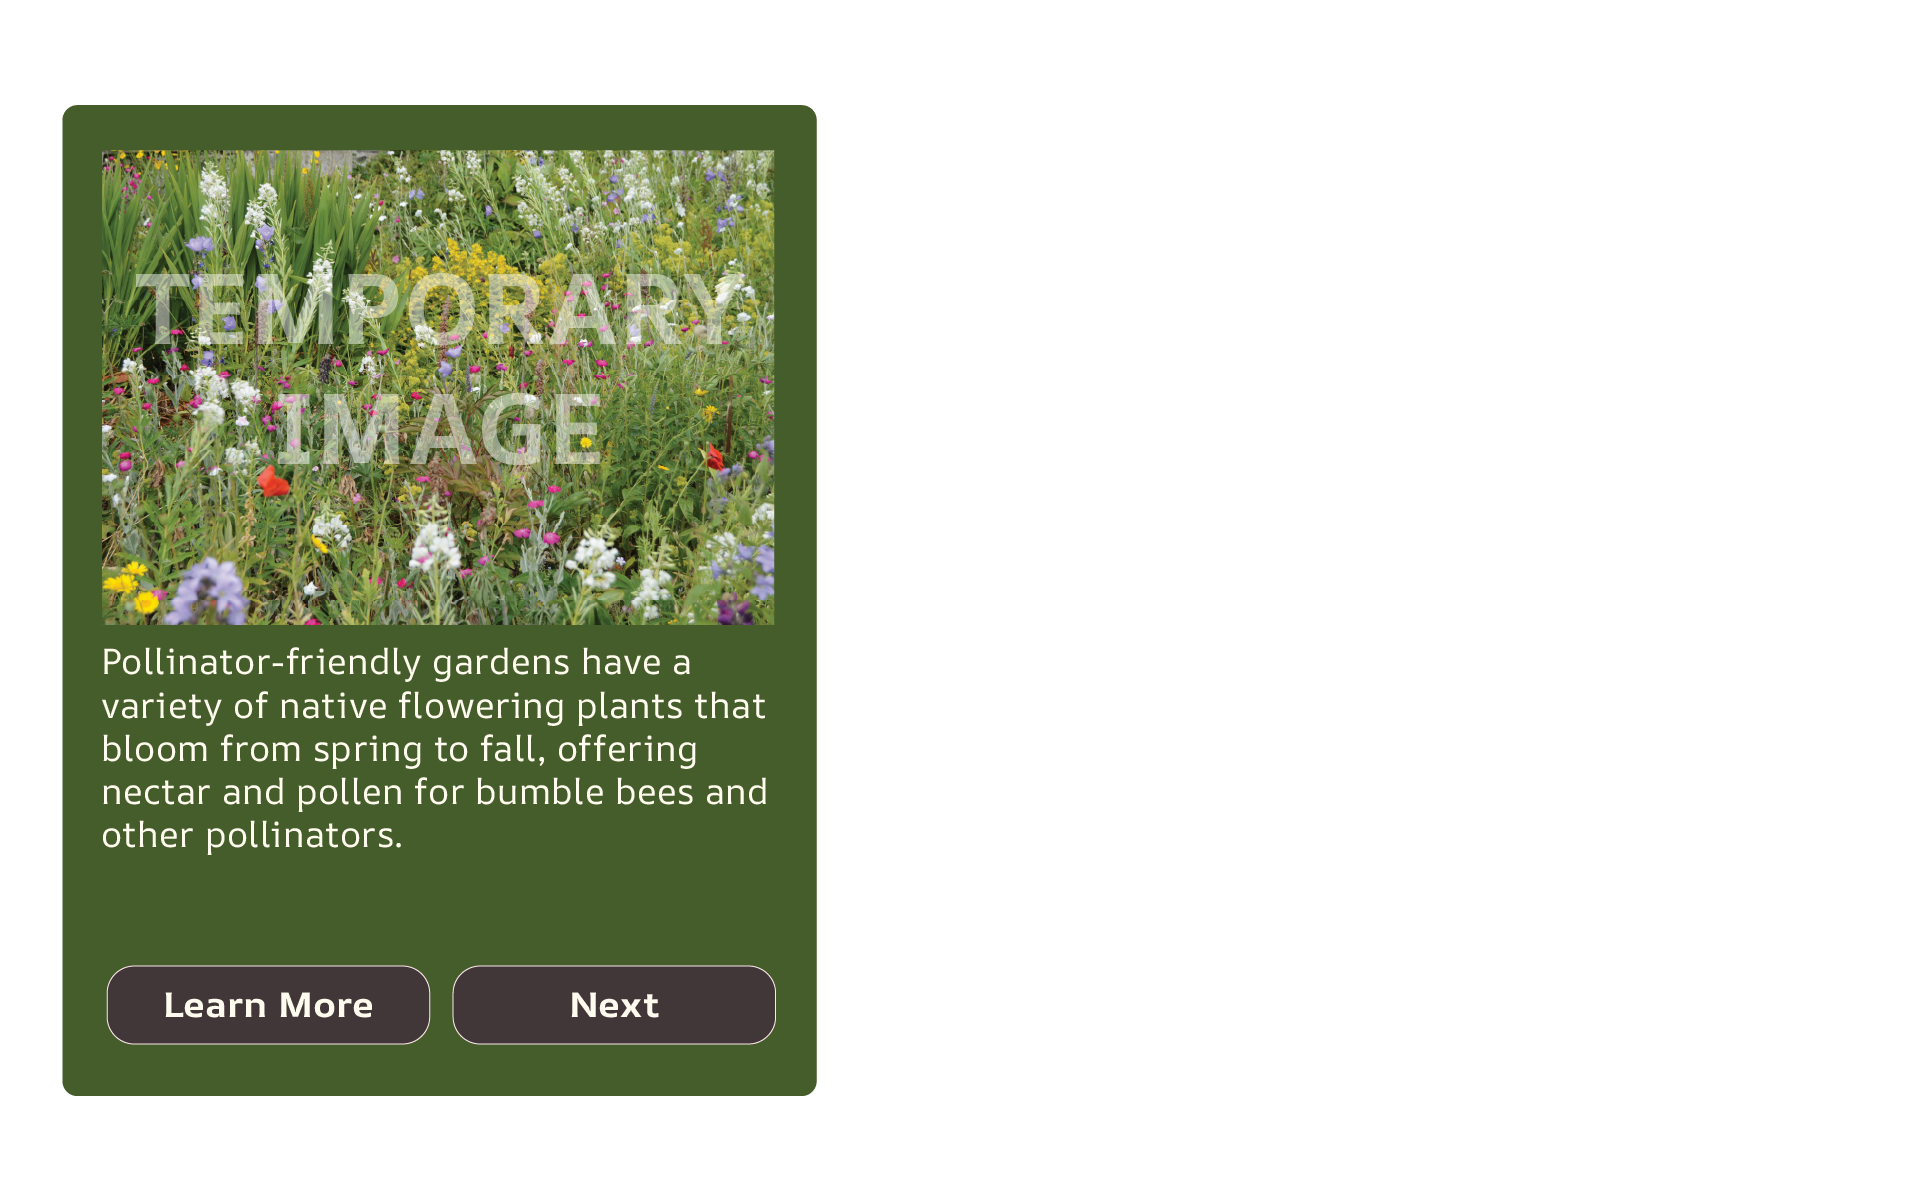 TEMPORARY
IMAGE
Pollinator-friendly gardens have a
variety of native flowering plants that
bloom from spring to fall, offering
nectar and pollen for bumble bees and
other pollinators.
Learn More
Next